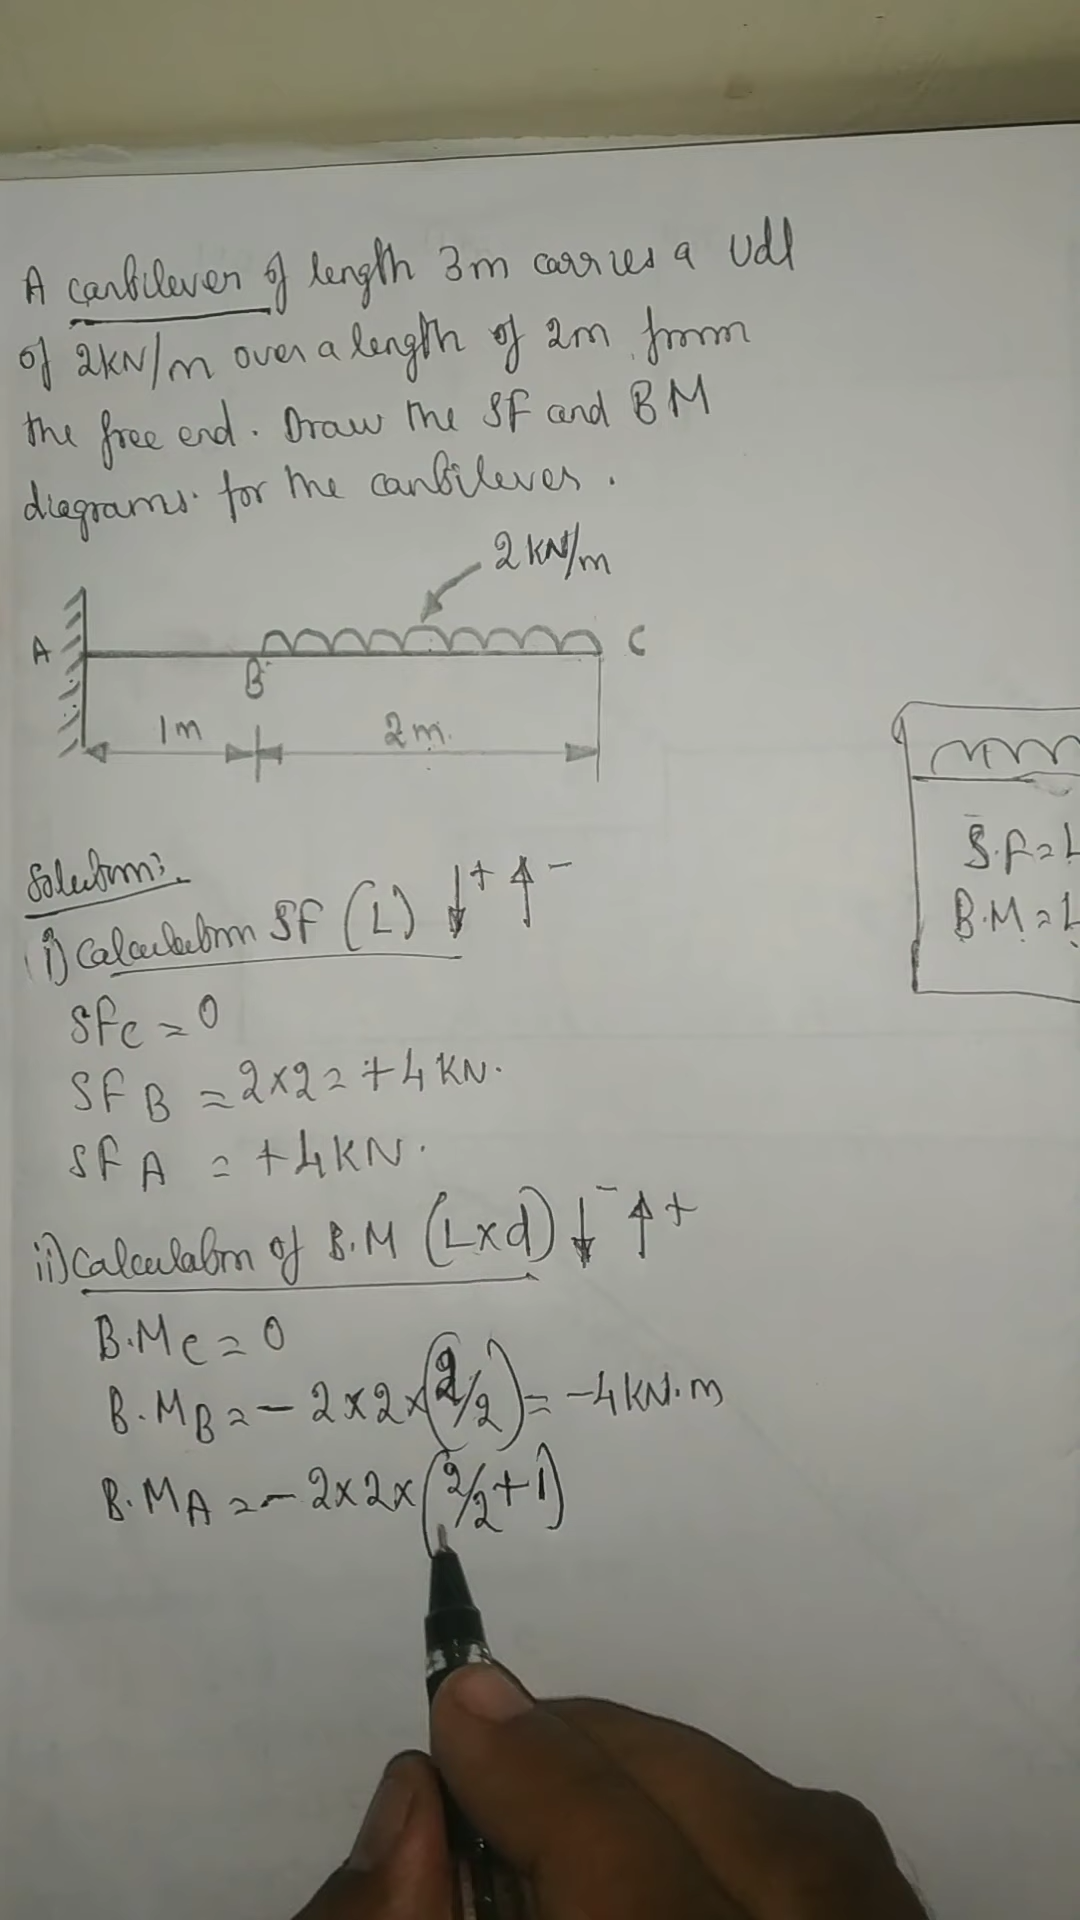 A cantilever of length 3m carries a Udl
of 2KN/m over a length of 2m from
the free end. Draw the SF and BM
diagrams. for the cantilever.
2KN/m
A
B
C
1m
2m.
Solution:
i) Calculation SF (L) ↓+ ↑-
SFC = 0
SF B = 2×2 = +4 KN.
SF A = +4KN.
ii) Calculation of B.M (L×d) ↓- ↑+
B.MC = 0
B.MB = -2×2×(2/2) = -4KN.m
B.MA = -2×2×(2/2+1)
S.F = L
B.M = L